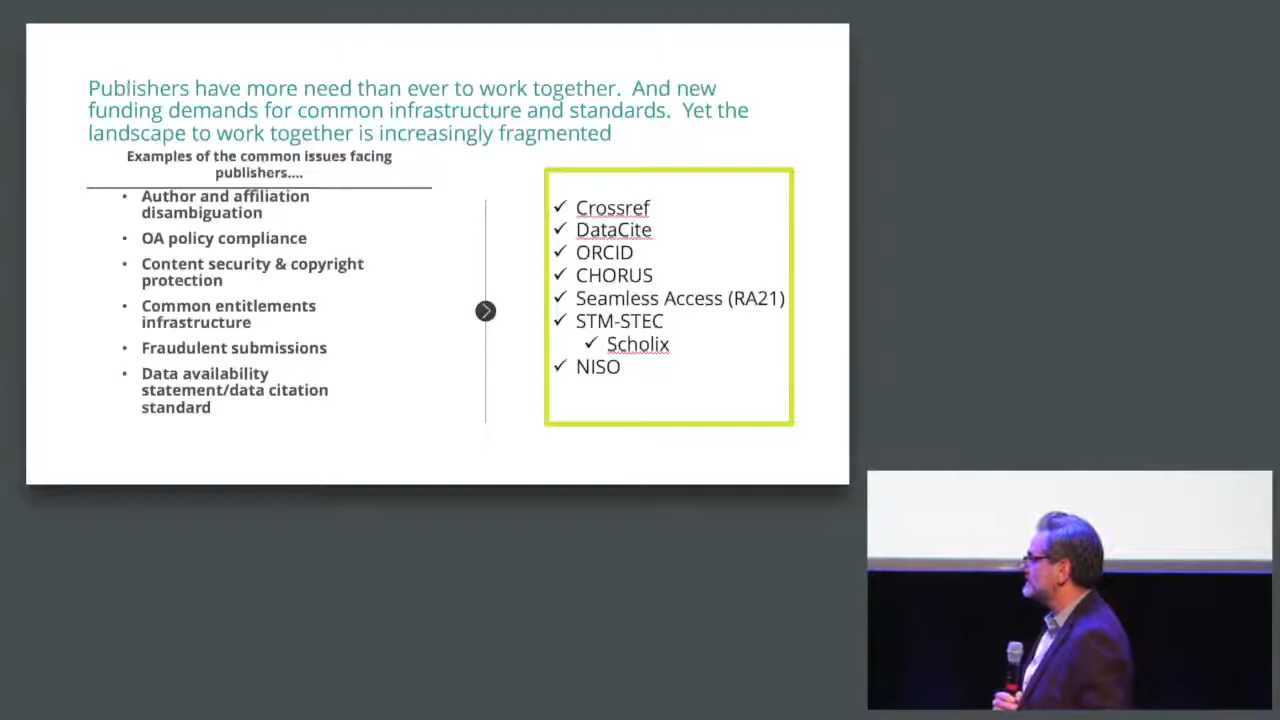 Publishers have more need than ever to work together.  And new
funding demands for common infrastructure and standards.  Yet the
landscape to work together is increasingly fragmented
Examples of the common issues facing
publishers....
• Author and affiliation
disambiguation
• OA policy compliance
• Content security & copyright
protection
• Common entitlements
infrastructure
• Fraudulent submissions
• Data availability
statement/data citation
standard
✓ Crossref
✓ DataCite
✓ ORCID
✓ CHORUS
✓ Seamless Access (RA21)
✓ STM-STEC
✓ Scholix
✓ NISO